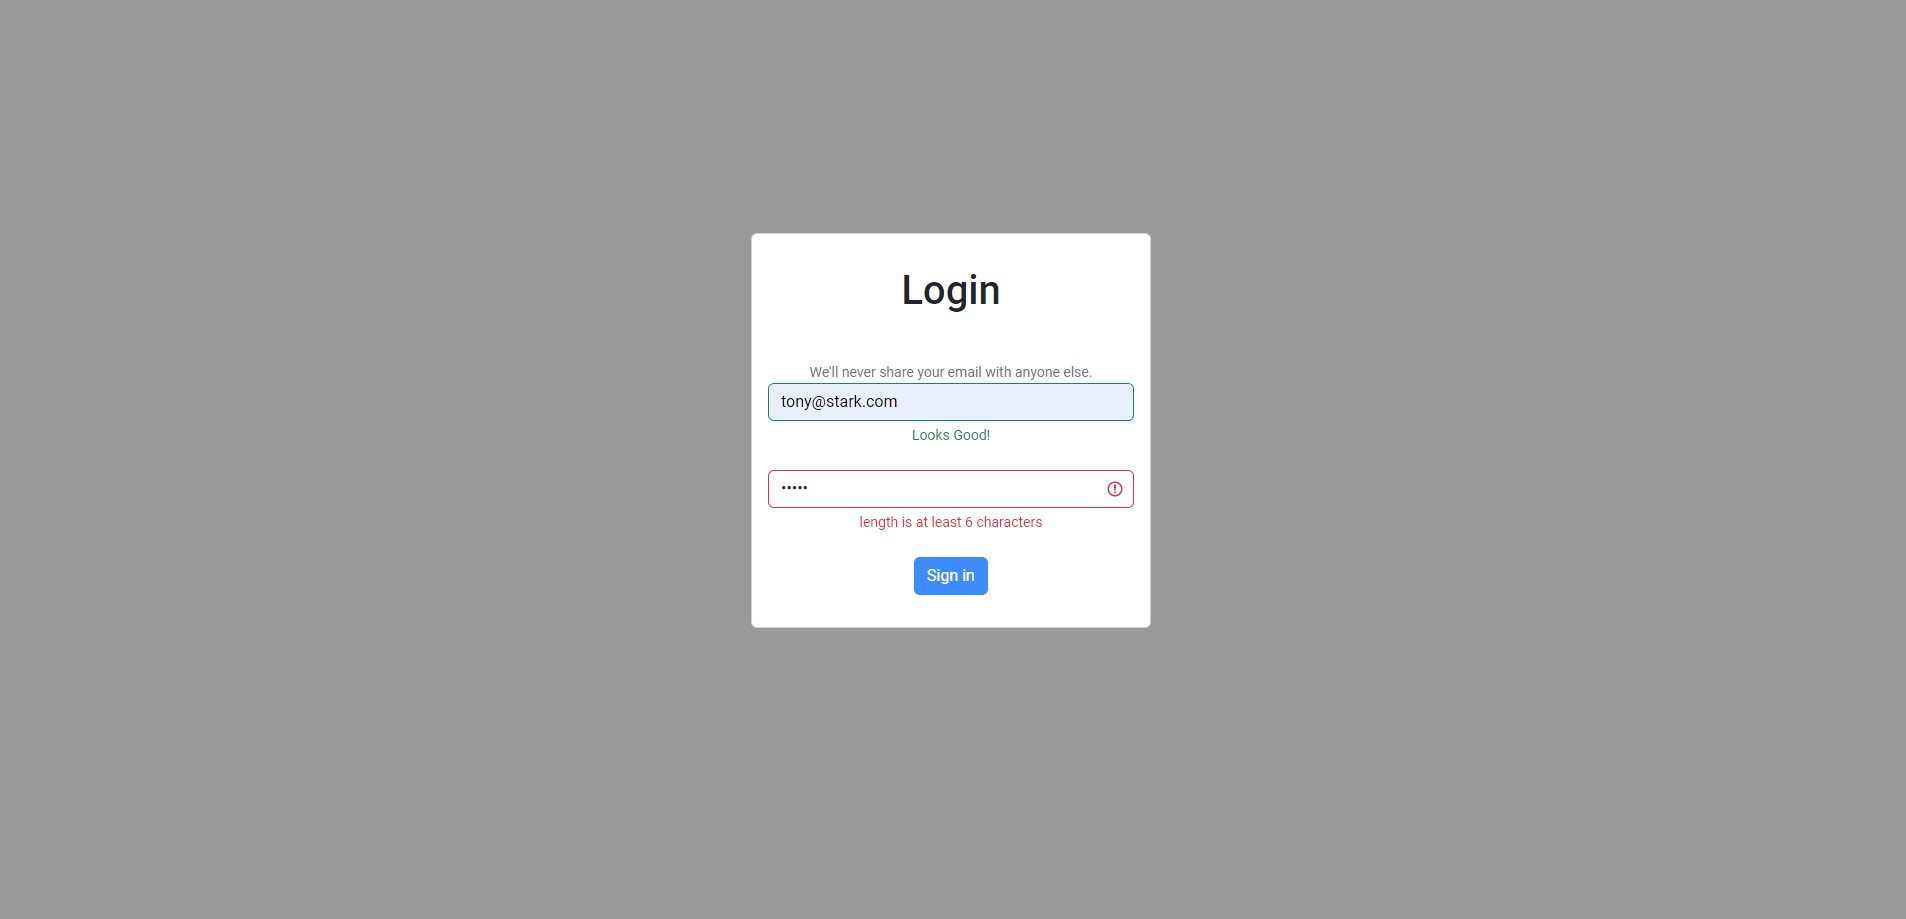 Login
We'll never share your email with anyone else.
tony@stark.com
Looks Good!
•••••
length is at least 6 characters
Sign in